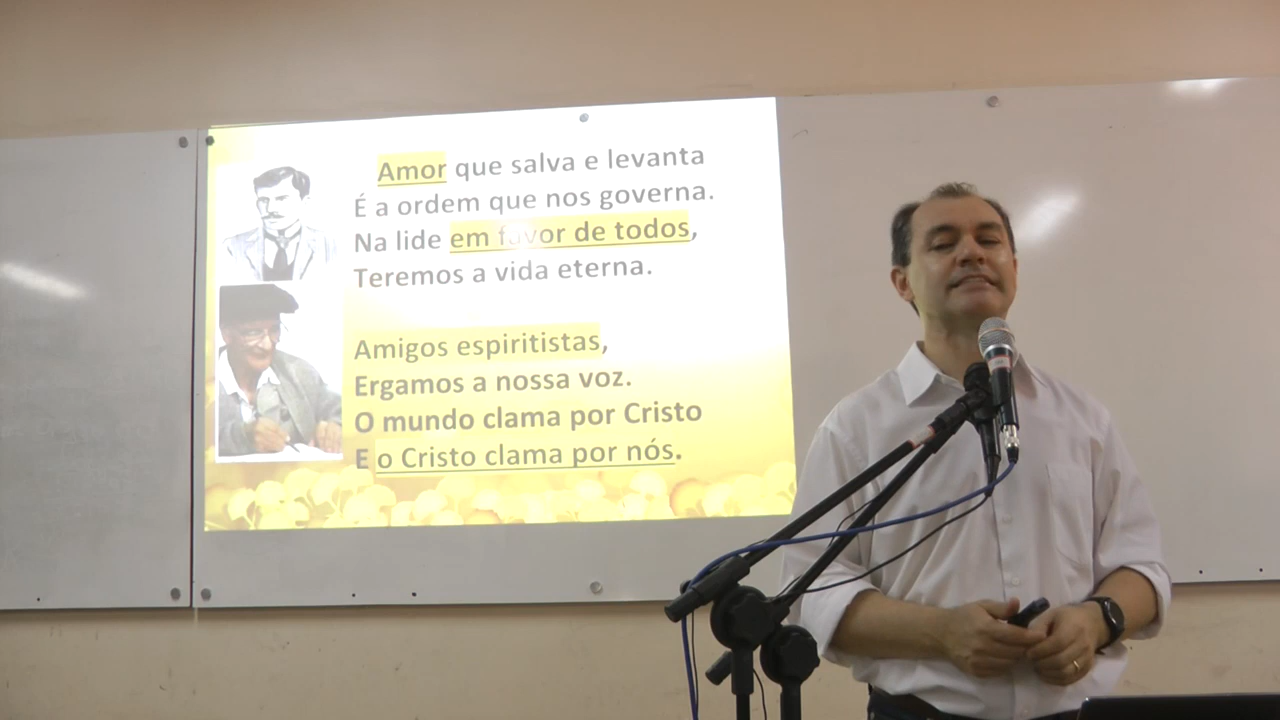 Amor que salva e levanta
É a ordem que nos governa.
Na lide em favor de todos,
Teremos a vida eterna.
Amigos espiritistas,
Ergamos a nossa voz.
O mundo clama por Cristo
E o Cristo clama por nós.